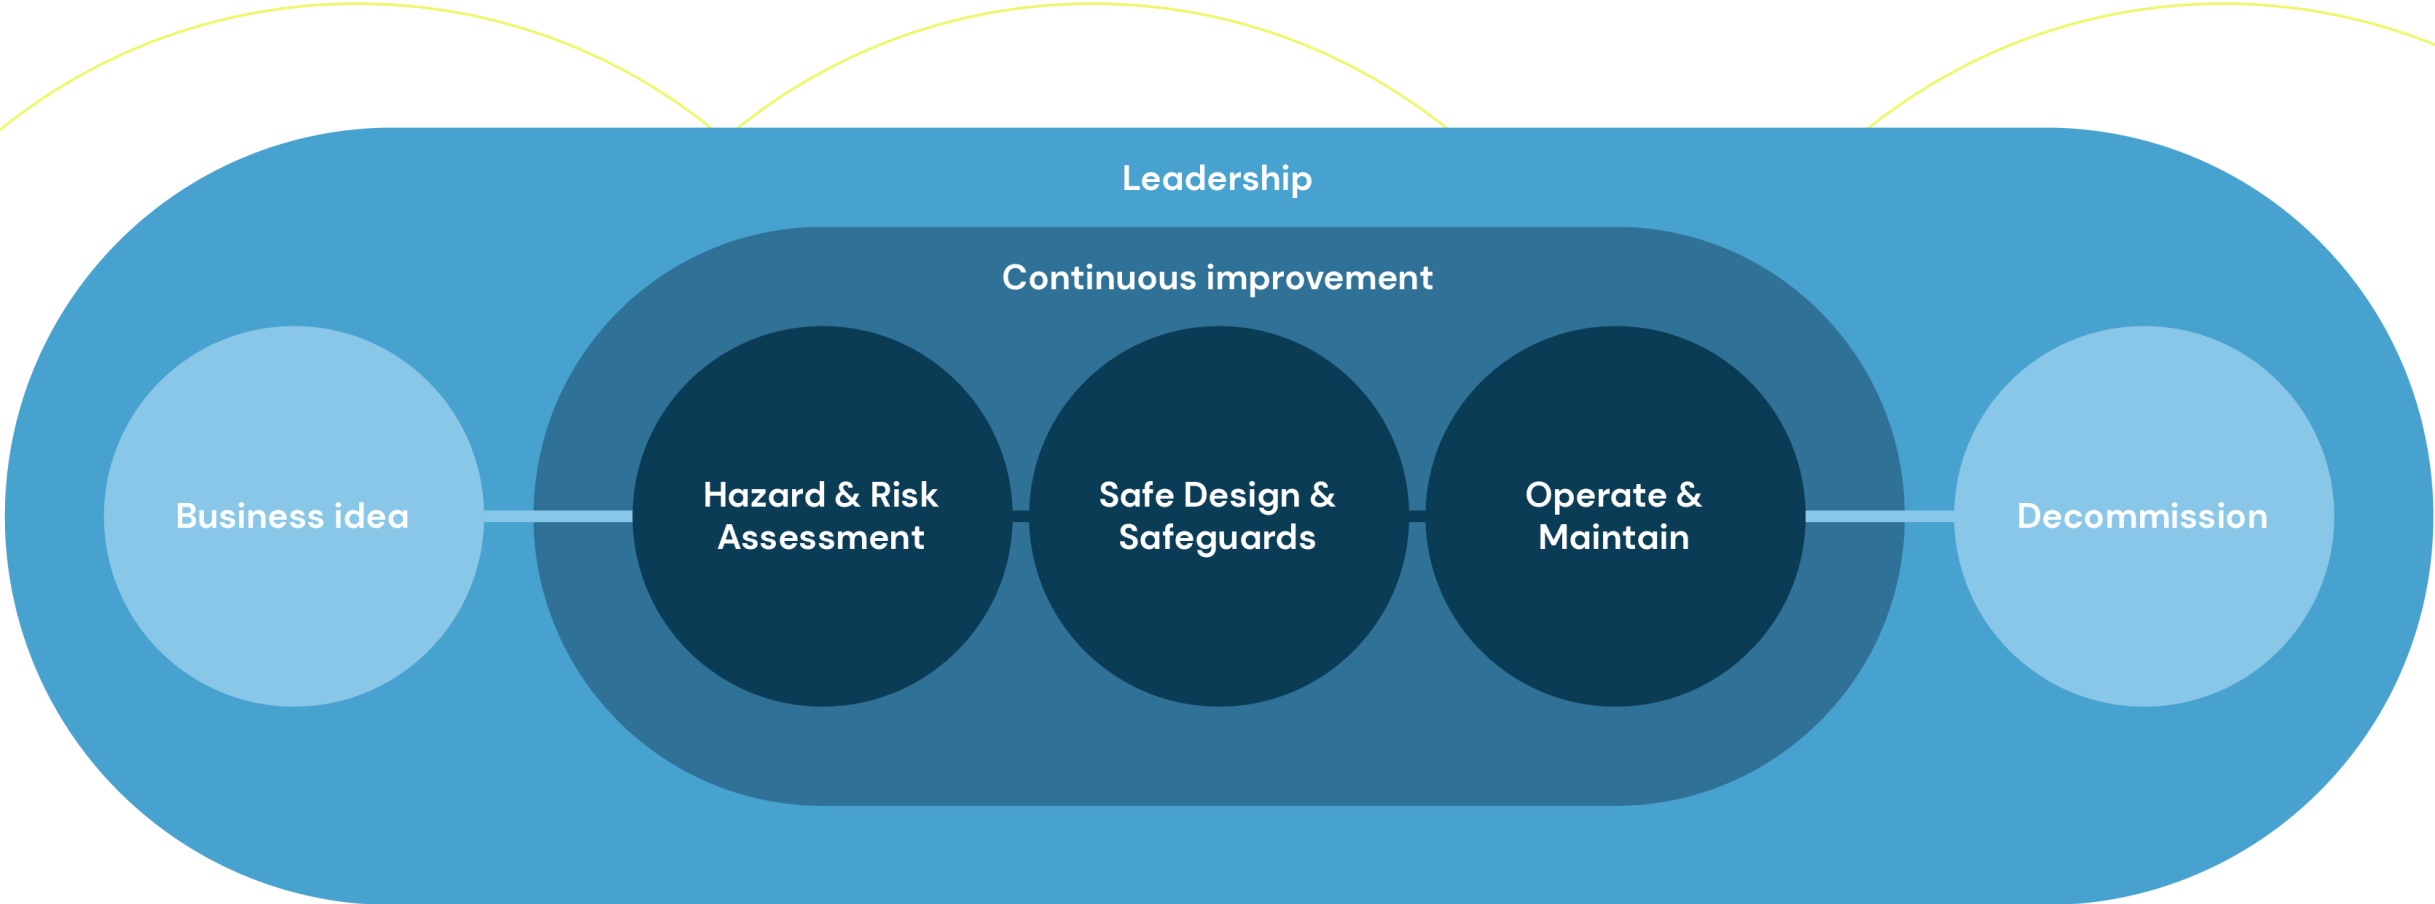 Leadership
Continuous improvement
Business idea
Hazard & Risk
Assessment
Safe Design &
Safeguards
Operate &
Maintain
Decommission